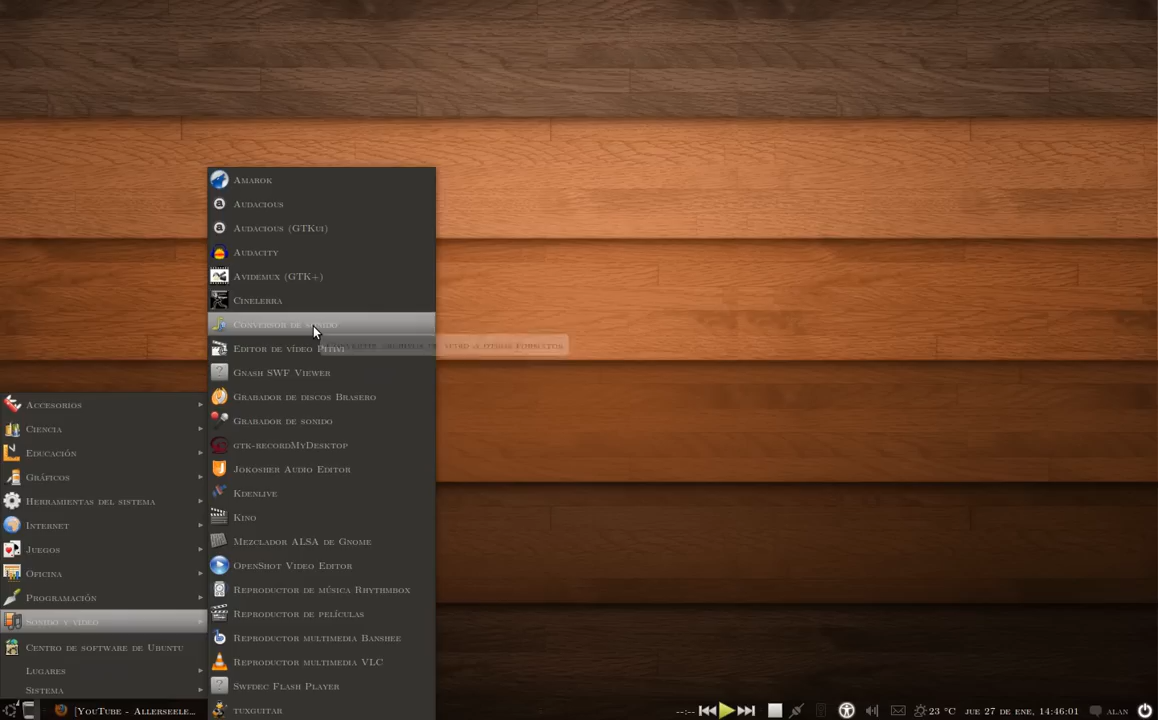 Amarok
Audacious
Audacious (GTKui)
Audacity
Avidemux (GTK+)
Cinelerra
Conversor de sonido
Editor de vídeo Pitivi
Gnash SWF Viewer
Grabador de discos Brasero
Grabador de sonido
gtk-recordMyDesktop
Jokosher Audio Editor
Kdenlive
Kino
Mezclador ALSA de Gnome
OpenShot Video Editor
Reproductor de música Rhythmbox
Reproductor de películas
Reproductor multimedia Banshee
Reproductor multimedia VLC
Swfdec Flash Player
tuxguitar
Accesorios
Ciencia
Educación
Gráficos
Herramientas del sistema
Internet
Juegos
Oficina
Programación
Sonido y vídeo
Centro de software de Ubuntu
Lugares
Sistema
[YouTube - Allerseele...
--:--
23 °C
jue 27 de ene, 14:46:01
alan